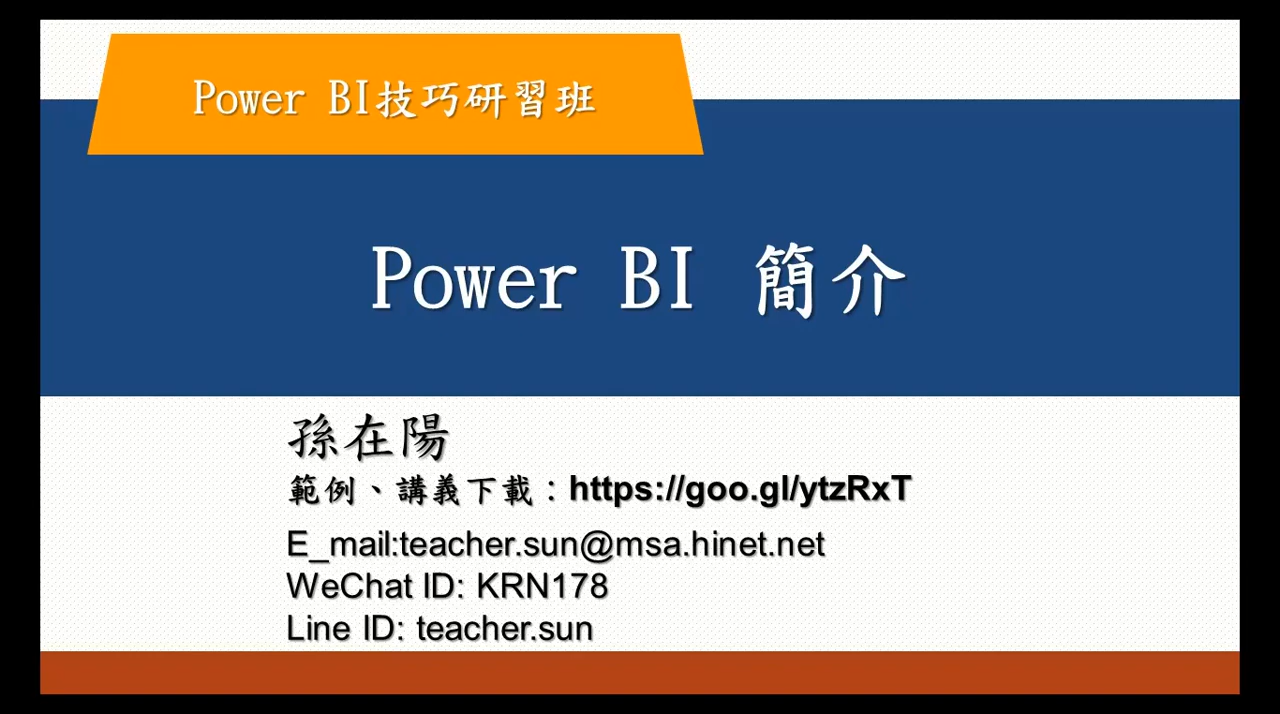 Power BI技巧研習班
Power BI 簡介
孫在陽
範例、講義下載：https://goo.gl/ytzRxT
E_mail:teacher.sun@msa.hinet.net
WeChat ID: KRN178
Line ID: teacher.sun